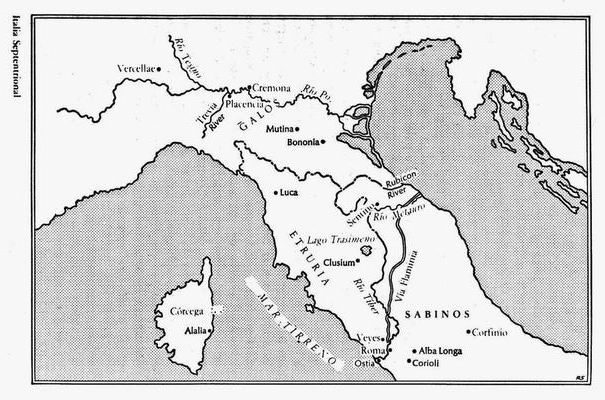 Italia Septentrional
Río Tesino
Vercellae
Cremona
Placencia
Río Po
Trevia
River
GALOS
Mutina
Bononia
Luca
Rubicon
River
Sentino
Río Metauro
ETRURIA
Lago Trasimeno
Clusium
Río Tíber
Vía Flaminia
Córcega
Alalia
MAR TIRRENO
SABINOS
Corfinio
Veyes
Roma
Ostia
Alba Longa
Corioli
RS